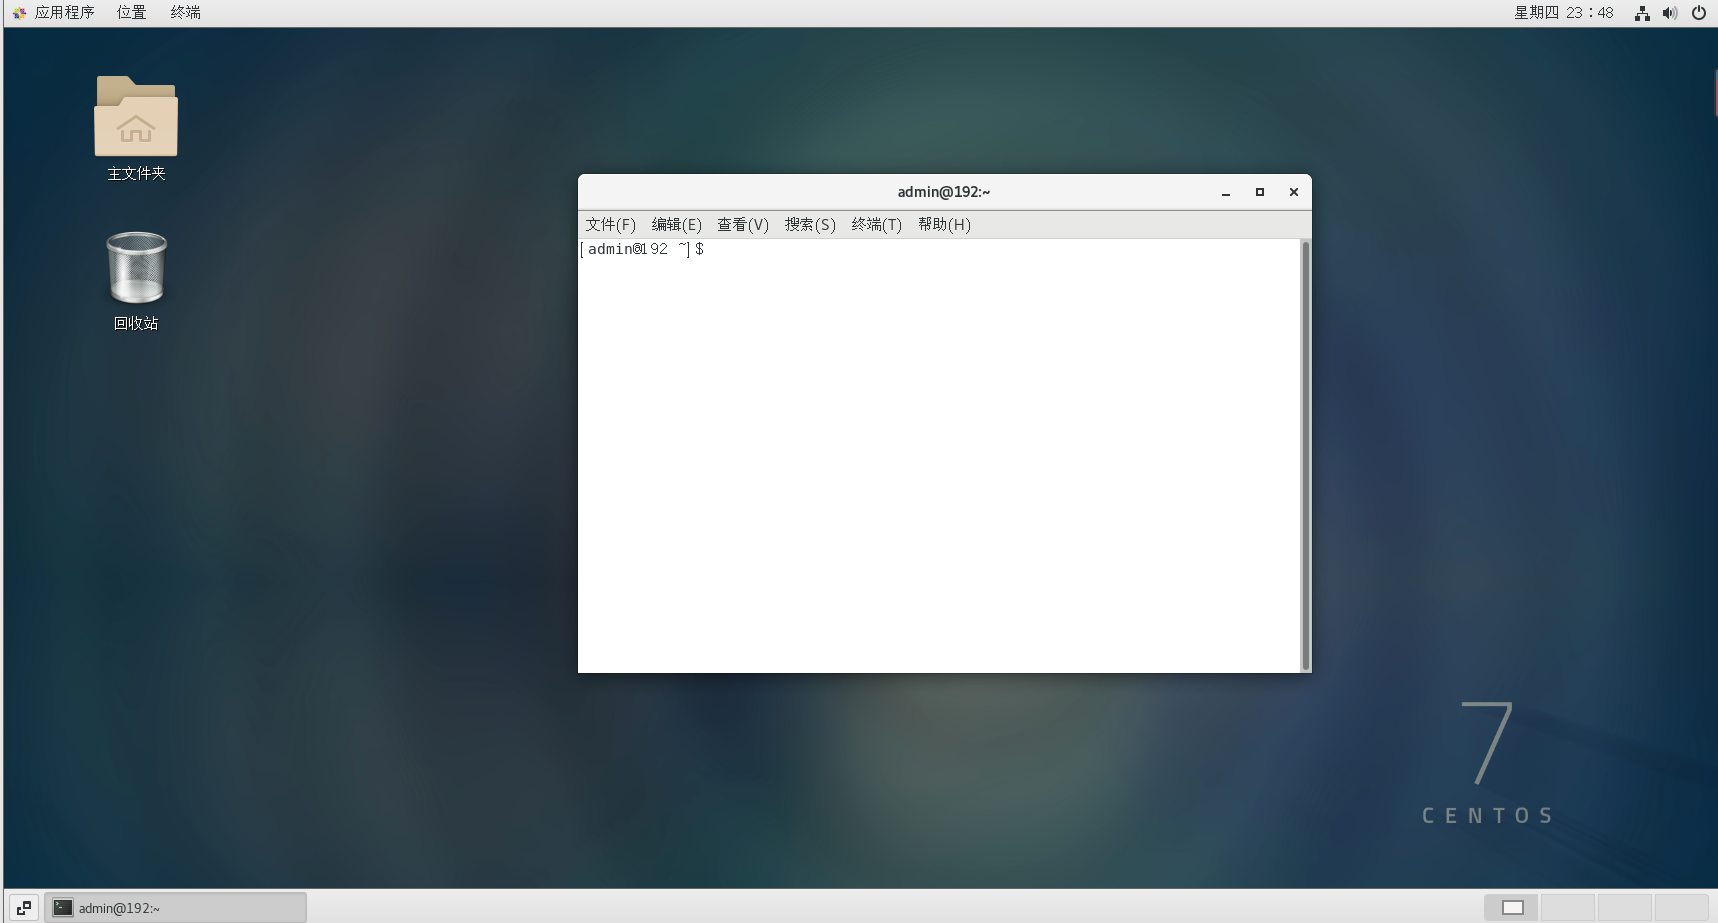 应用程序 位置 终端 星期四 23：48
主文件夹
回收站
admin@192:~
文件(F) 编辑(E) 查看(V) 搜索(S) 终端(T) 帮助(H)
[admin@192 ~]$
7
CENTOS
admin@192:~